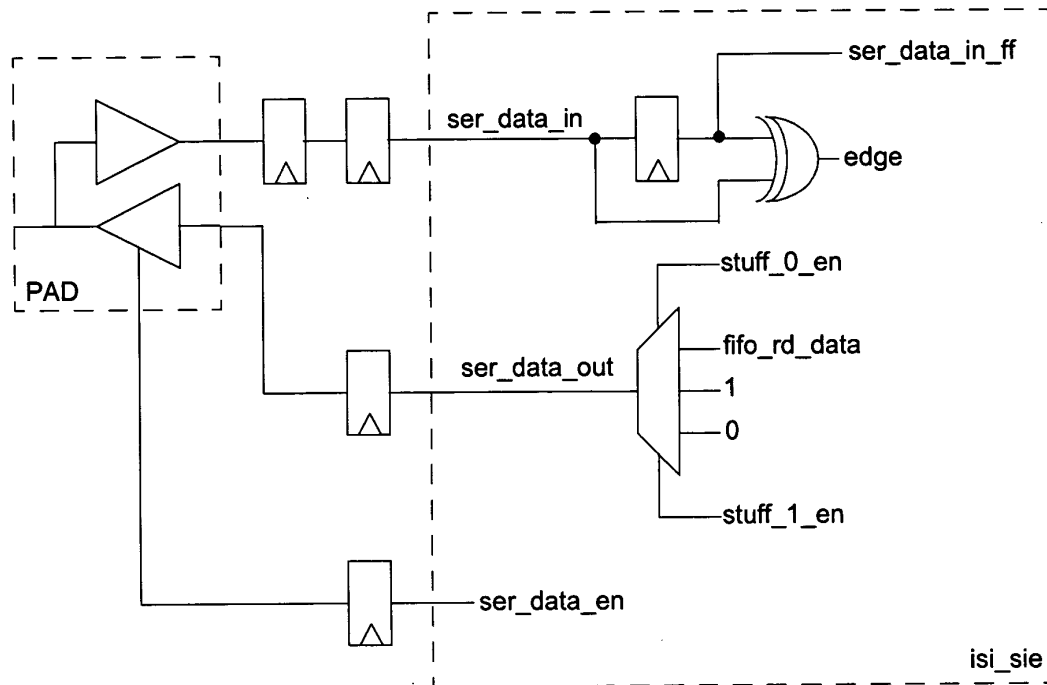 ser_data_in_ff
ser_data_in
edge
PAD
stuff_0_en
fifo_rd_data
ser_data_out
1
0
stuff_1_en
ser_data_en
isi_sie